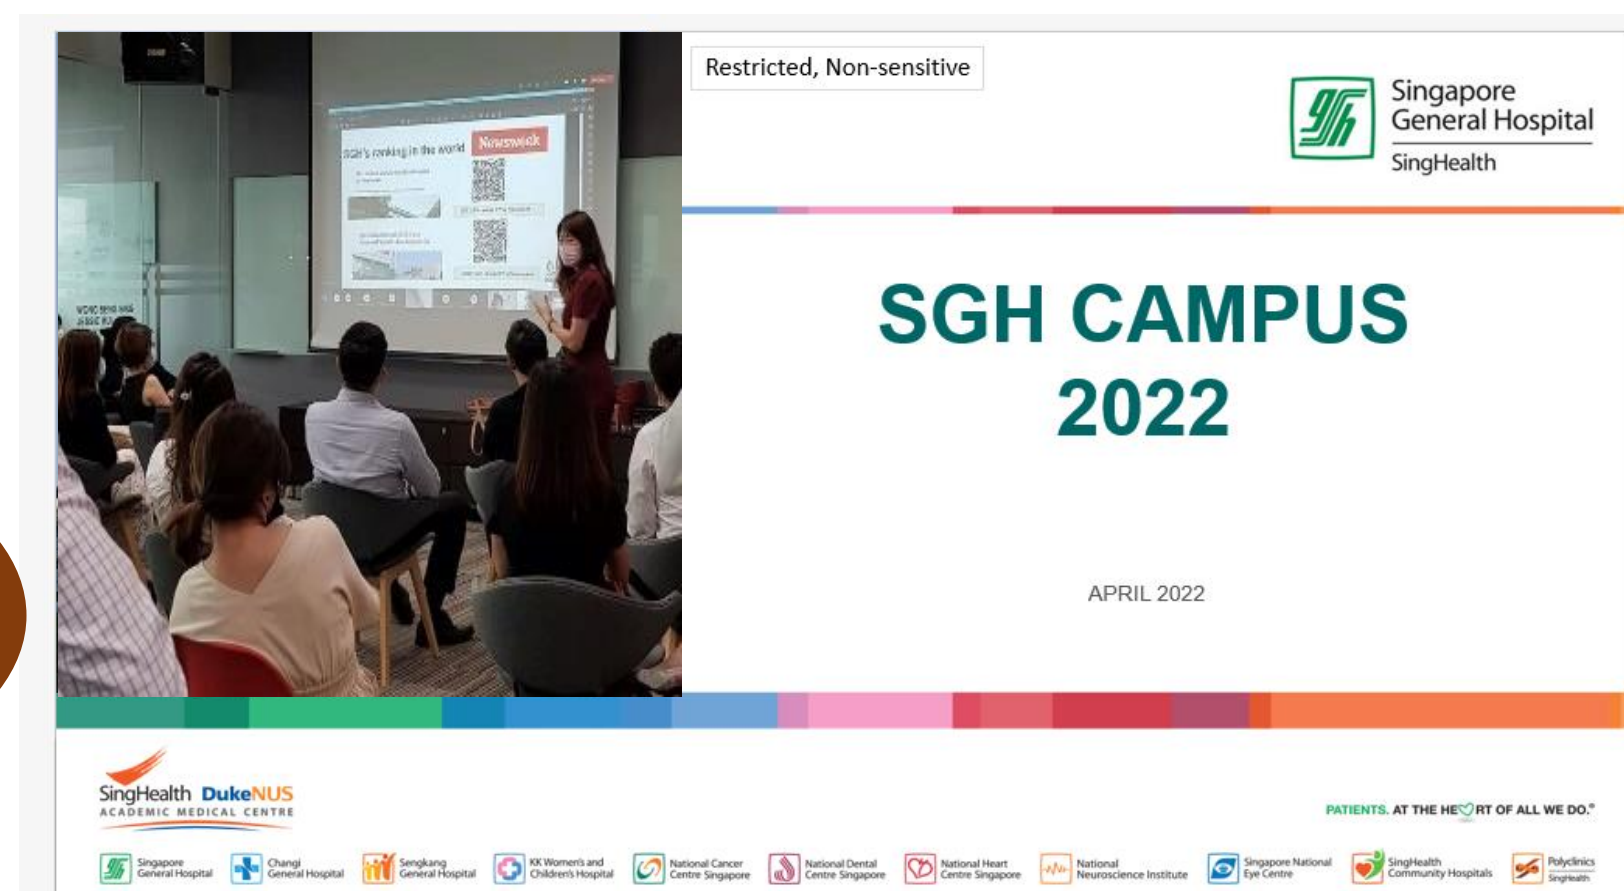 Restricted, Non-sensitive
Singapore
General Hospital
SingHealth
SGH's ranking in the world
Newsweek
SGH CAMPUS
2022
APRIL 2022
SingHealth DukeNUS
ACADEMIC MEDICAL CENTRE
PATIENTS. AT THE HE RT OF ALL WE DO.®
Singapore
General Hospital
Changi
General Hospital
Sengkang
General Hospital
KK Women's and
Children's Hospital
National Cancer
Centre Singapore
National Dental
Centre Singapore
National Heart
Centre Singapore
National
Neuroscience Institute
Singapore National
Eye Centre
SingHealth
Community Hospitals
Polyclinics
SingHealth